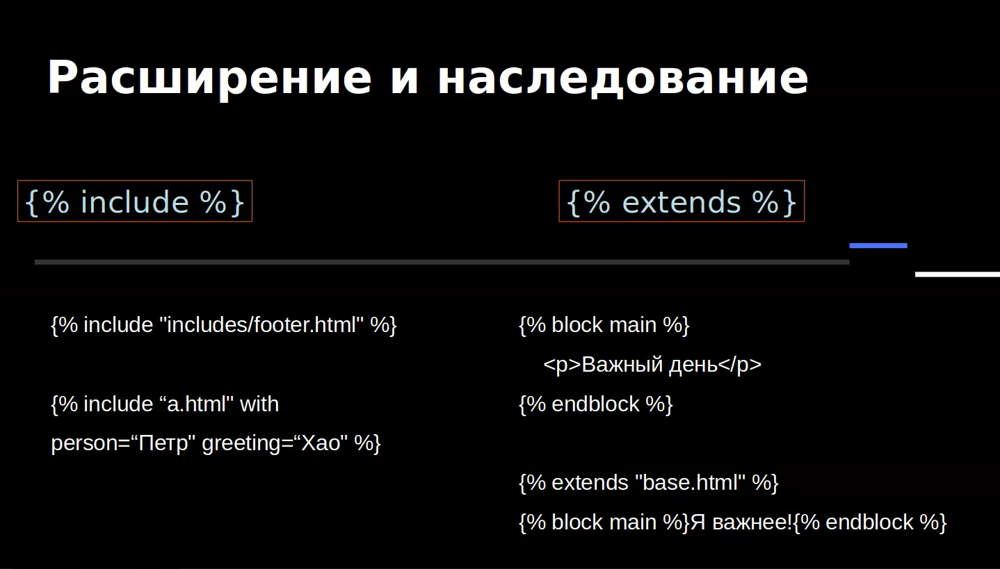 Расширение и наследование
{% include %}
{% extends %}
{% include "includes/footer.html" %}
{% include “a.html" with
person=“Петр" greeting=“Хао" %}
{% block main %}
<p>Важный день</p>
{% endblock %}
{% extends "base.html" %}
{% block main %}Я важнее!{% endblock %}